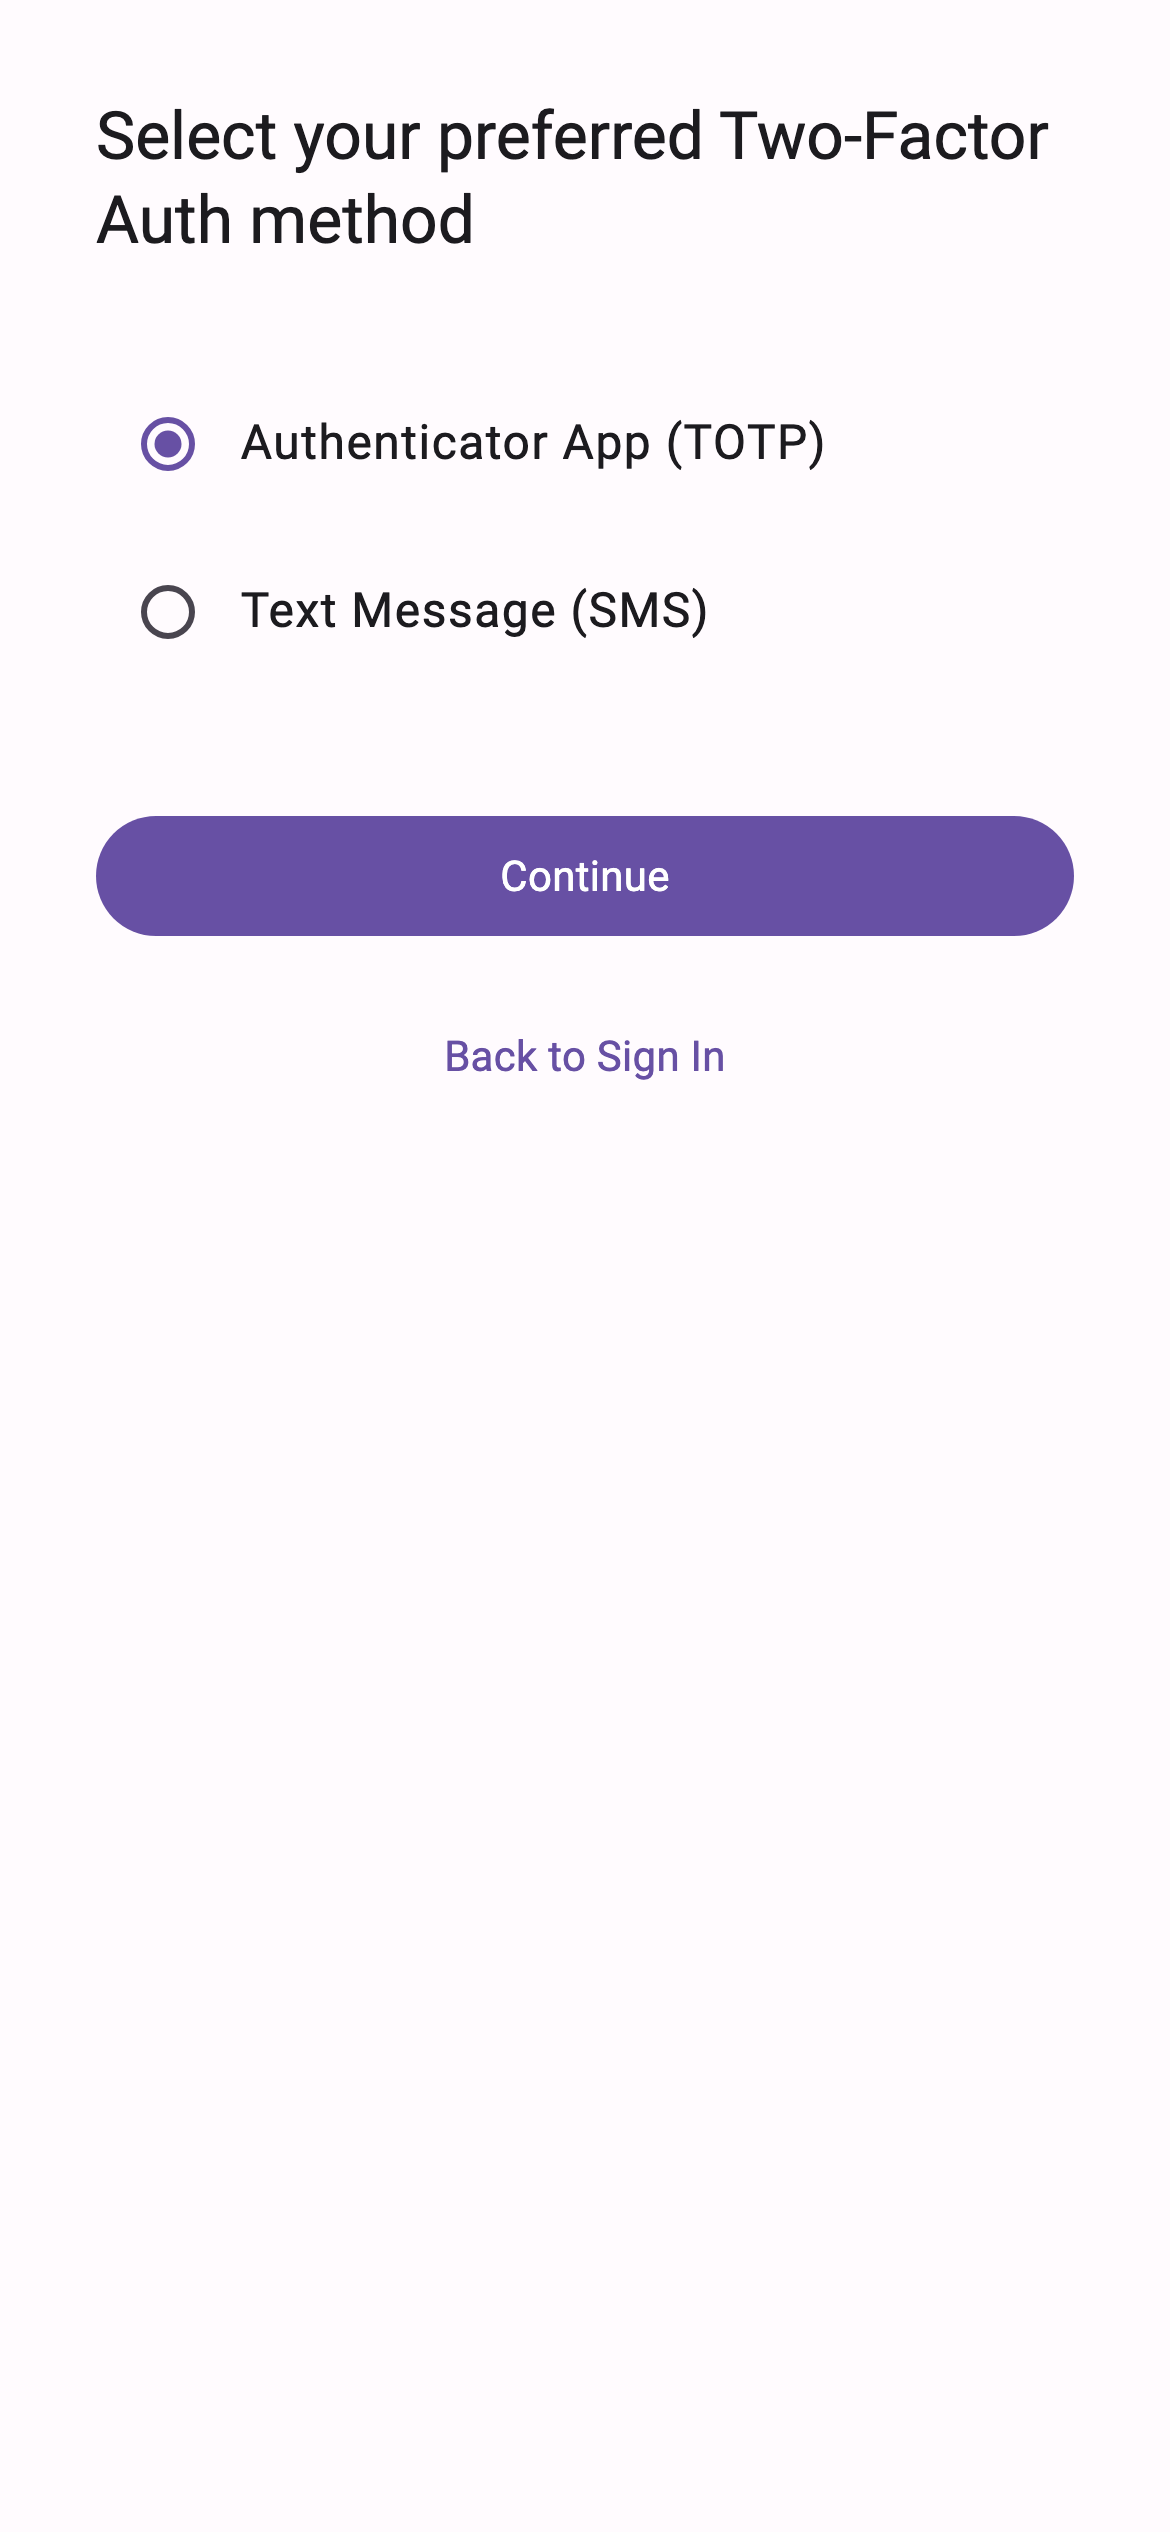 Select your preferred Two-Factor
Auth method
Authenticator App (TOTP)
Text Message (SMS)
Continue
Back to Sign In